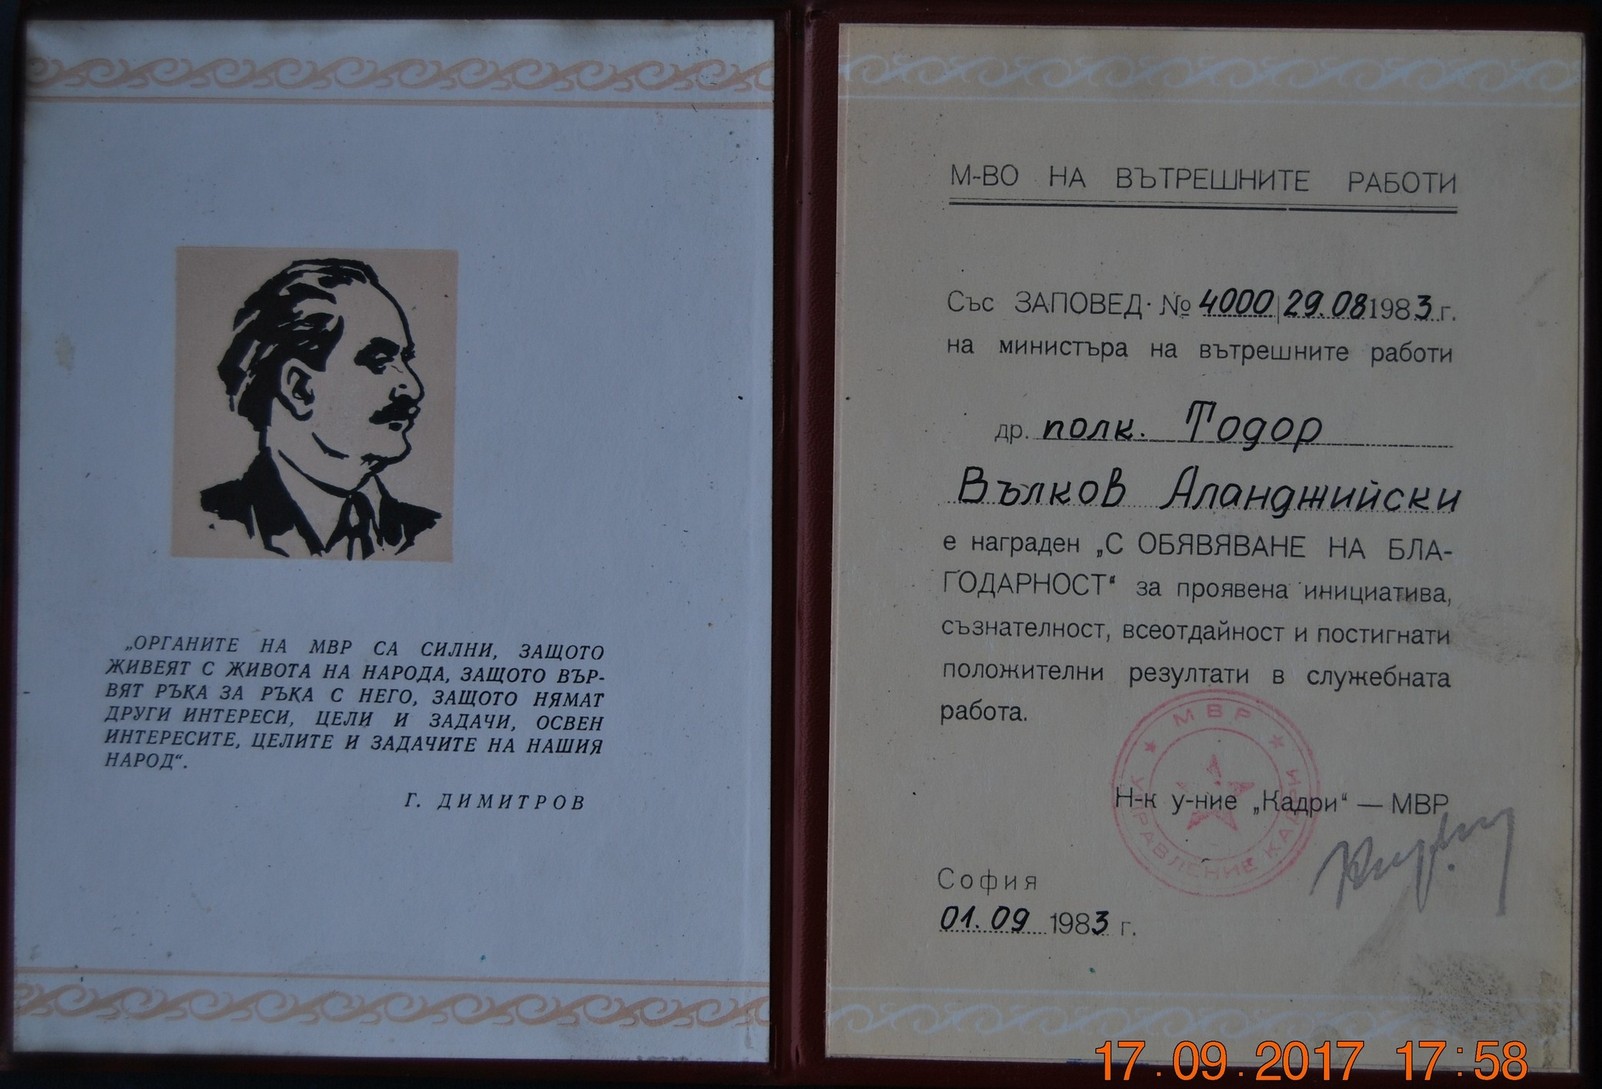 „ОРГАНИТЕ НА МВР СА СИЛНИ, ЗАЩОТО
ЖИВЕЯТ С ЖИВОТА НА НАРОДА, ЗАЩОТО ВЪР-
ВЯТ РЪКА ЗА РЪКА С НЕГО, ЗАЩОТО НЯМАТ
ДРУГИ ИНТЕРЕСИ, ЦЕЛИ И ЗАДАЧИ, ОСВЕН
ИНТЕРЕСИТЕ, ЦЕЛИТЕ И ЗАДАЧИТЕ НА НАШИЯ
НАРОД“.
Г. ДИМИТРОВ
М-ВО НА ВЪТРЕШНИТЕ РАБОТИ
Със ЗАПОВЕД № 4000/29.08 1983 г.
на министъра на вътрешните работи
др. полк. Тодор
Вълков Аланджийски
е награден „С ОБЯВЯВАНЕ НА БЛА-
ГОДАРНОСТ“ за проявена инициатива,
съзнателност, всеотдайност и постигнати
положителни резултати в служебната
работа.
МВР
УПРАВЛЕНИЕ КАДРИ
Н-к у-ние „Кадри“ — МВР
София
01.09 1983 г.
17.09.2017 17:58